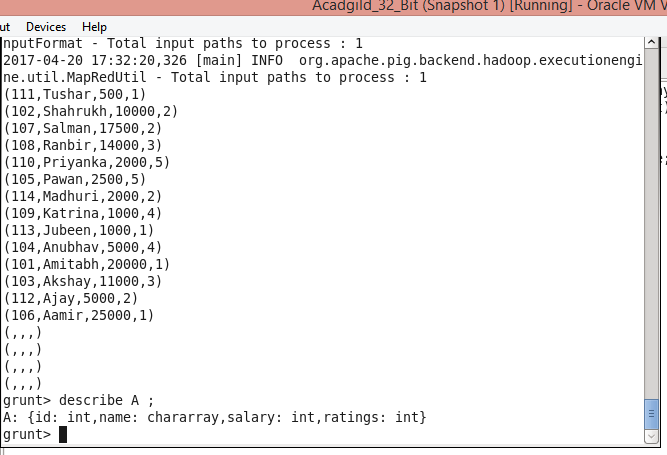 Acadgild_32_Bit (Snapshot 1) [Running] - Oracle VM V
ut Devices Help
nputFormat - Total input paths to process : 1
2017-04-20 17:32:20,326 [main] INFO  org.apache.pig.backend.hadoop.executionengi
ne.util.MapRedUtil - Total input paths to process : 1
(111,Tushar,500,1)
(102,Shahrukh,10000,2)
(107,Salman,17500,2)
(108,Ranbir,14000,3)
(110,Priyanka,2000,5)
(105,Pawan,2500,5)
(114,Madhuri,2000,2)
(109,Katrina,1000,4)
(113,Jubeen,1000,1)
(104,Anubhav,5000,4)
(101,Amitabh,20000,1)
(103,Akshay,11000,3)
(112,Ajay,5000,2)
(106,Aamir,25000,1)
(,,,)
(,,,)
(,,,)
(,,,)
grunt> describe A ;
A: {id: int,name: chararray,salary: int,ratings: int}
grunt>